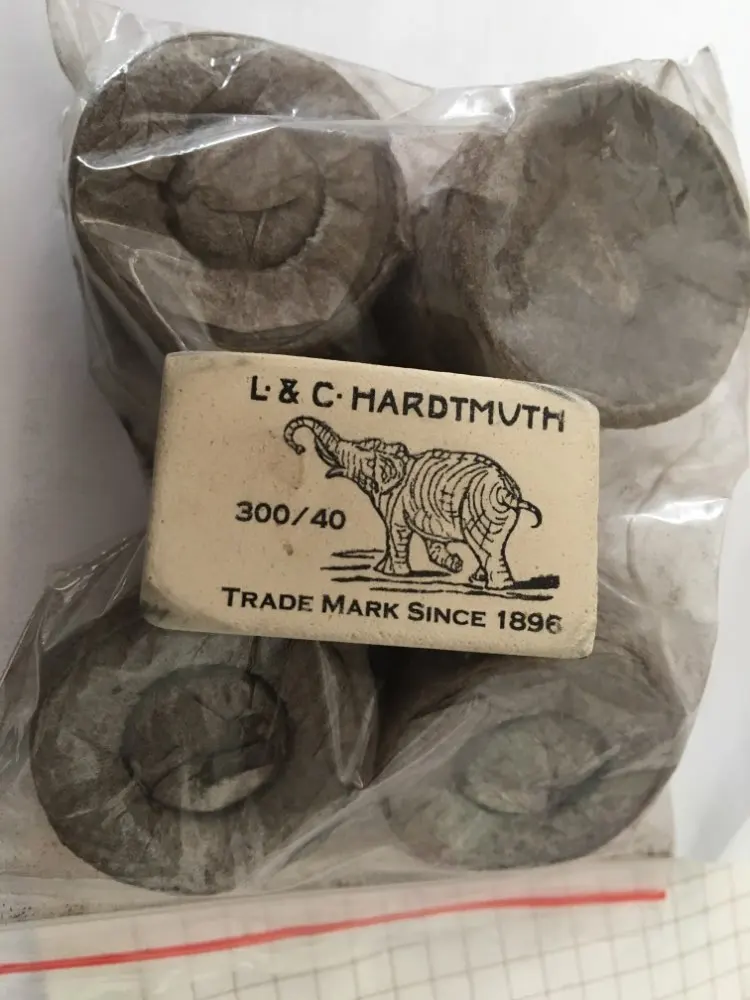 L. & C. HARDTMUTH
300/40
TRADE MARK SINCE 1896